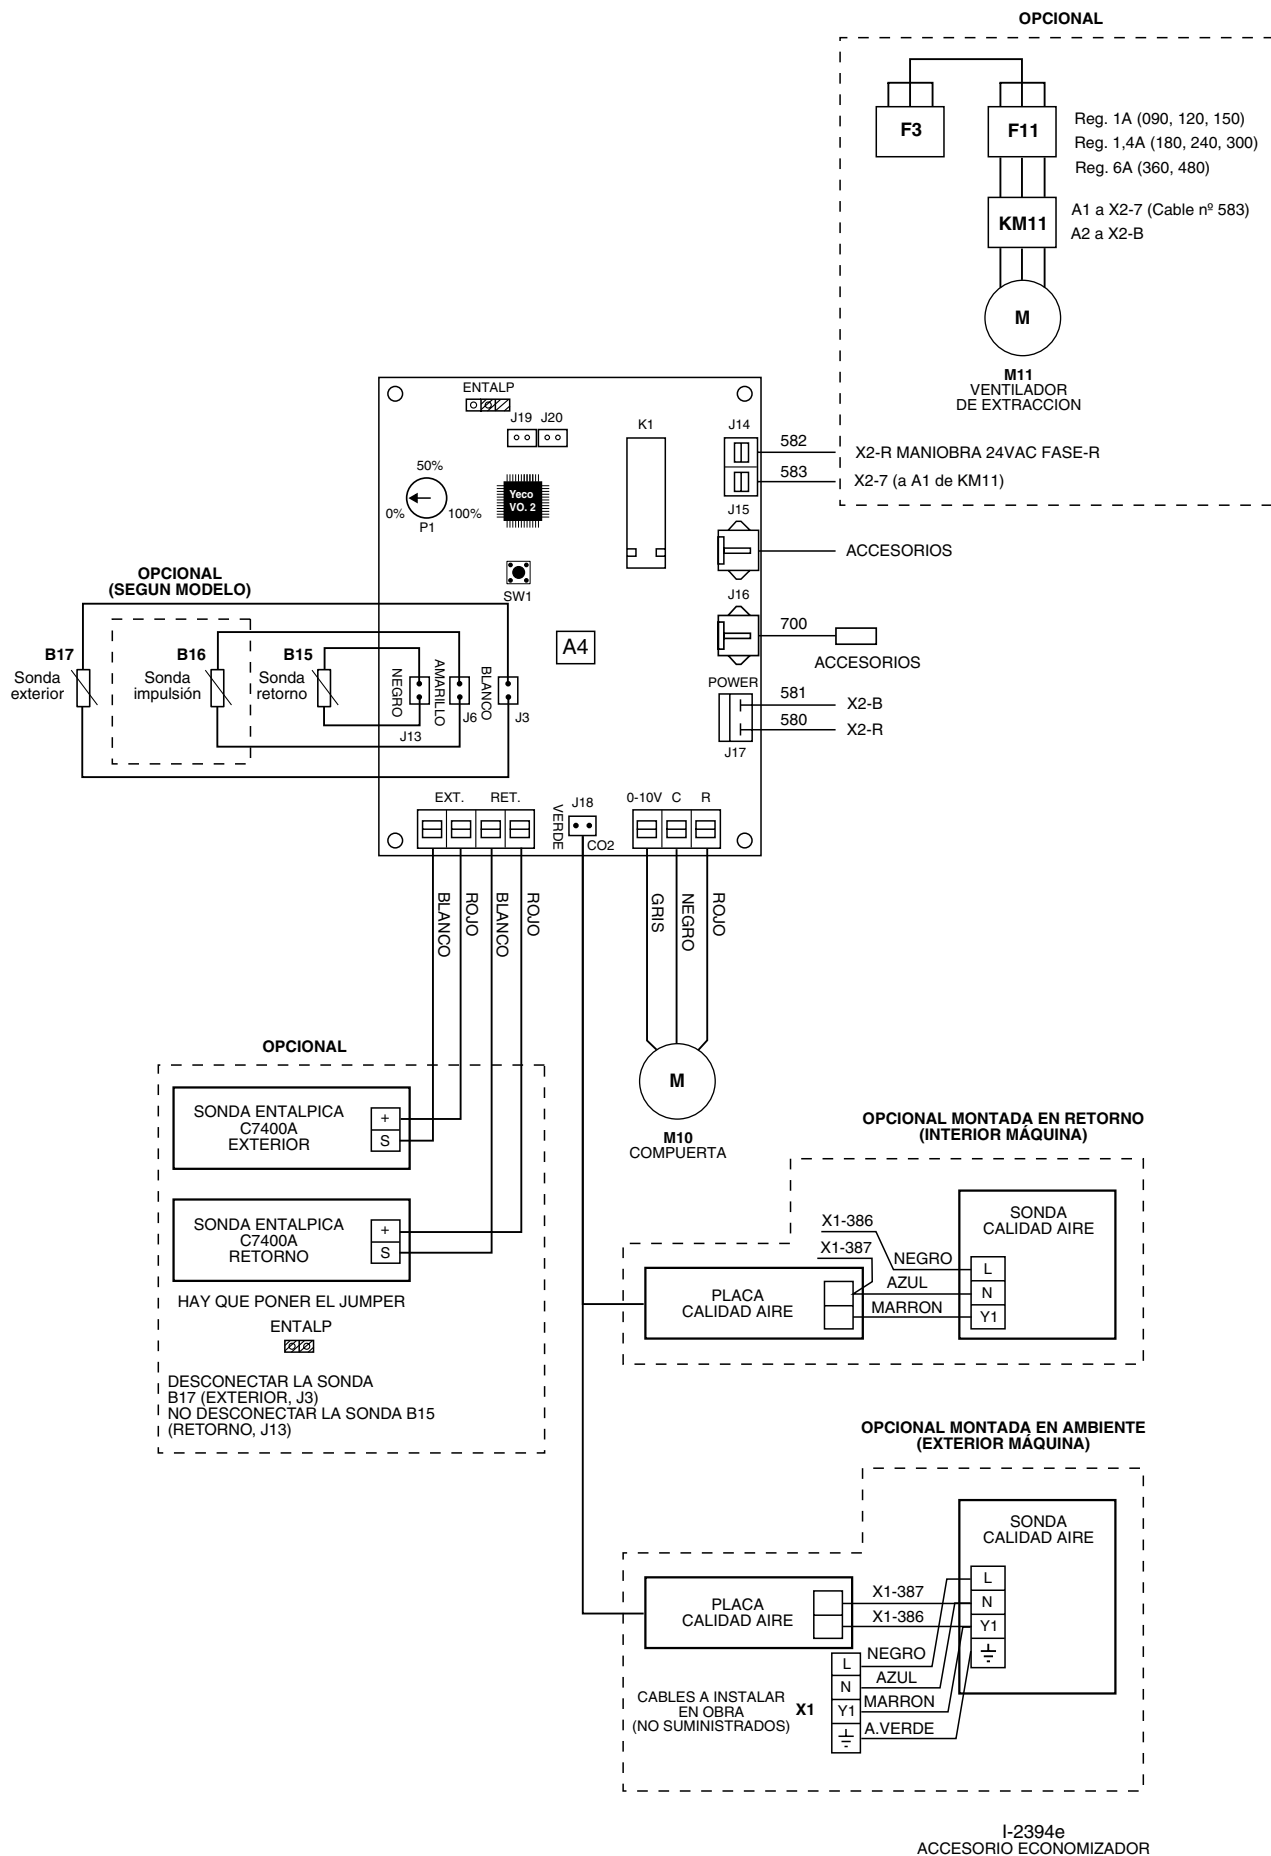 OPCIONAL
F3
F11
Reg. 1A (090, 120, 150)
Reg. 1,4A (180, 240, 300)
Reg. 6A (360, 480)
KM11
A1 a X2-7 (Cable nº 583)
A2 a X2-B
M
M11
VENTILADOR
DE EXTRACCION
582
X2-R MANIOBRA 24VAC FASE-R
583
X2-7 (a A1 de KM11)
ENTALP
J19 J20
K1
J14
50%
0%
100%
P1
Yeco
VO. 2
J15
ACCESORIOS
SW1
J16
700
ACCESORIOS
A4
POWER
581
X2-B
580
X2-R
J17
OPCIONAL
(SEGUN MODELO)
B17
Sonda
exterior
B16
Sonda
impulsión
B15
Sonda
retorno
NEGRO
AMARILLO
BLANCO
J13
J6
J3
EXT.
RET.
VERDE
J18
CO2
0-10V C R
BLANCO
ROJO
BLANCO
ROJO
GRIS
NEGRO
ROJO
M
M10
COMPUERTA
OPCIONAL
SONDA ENTALPICA
C7400A
EXTERIOR
+
S
SONDA ENTALPICA
C7400A
RETORNO
+
S
HAY QUE PONER EL JUMPER
ENTALP
DESCONECTAR LA SONDA
B17 (EXTERIOR, J3)
NO DESCONECTAR LA SONDA B15
(RETORNO, J13)
OPCIONAL MONTADA EN RETORNO
(INTERIOR MÁQUINA)
X1-386
X1-387
NEGRO
AZUL
MARRON
PLACA
CALIDAD AIRE
SONDA
CALIDAD AIRE
L
N
Y1
OPCIONAL MONTADA EN AMBIENTE
(EXTERIOR MÁQUINA)
SONDA
CALIDAD AIRE
L
N
Y1
PLACA
CALIDAD AIRE
X1-387
X1-386
CABLES A INSTALAR
EN OBRA
(NO SUMINISTRADOS)
X1
L
N
Y1
NEGRO
AZUL
MARRON
A.VERDE
I-2394e
ACCESORIO ECONOMIZADOR